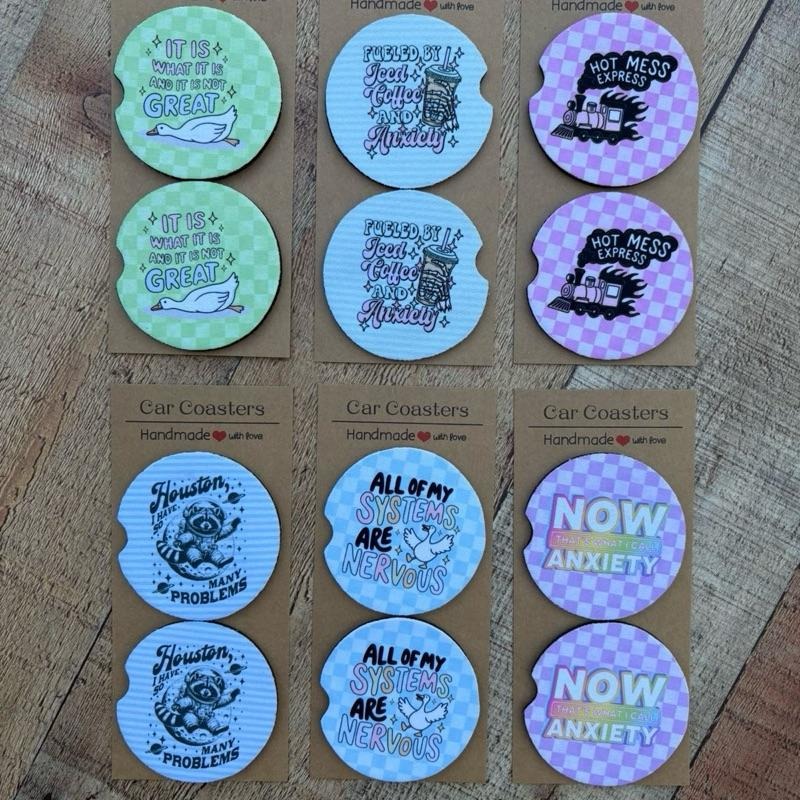 Handmade with love
Handmade with love
IT IS
WHAT IT IS
AND IT IS NOT
GREAT
FUELED BY
Iced
Coffee
AND
Anxiety
HOT MESS
EXPRESS
IT IS
WHAT IT IS
AND IT IS NOT
GREAT
FUELED BY
Iced
Coffee
AND
Anxiety
HOT MESS
EXPRESS
Car Coasters
Handmade with love
Car Coasters
Handmade with love
Car Coasters
Handmade with love
Houston,
I HAVE
SO
MANY
PROBLEMS
ALL OF MY
SYSTEMS
ARE
NERVOUS
NOW
THAT'S WHAT I CALL
ANXIETY
Houston,
I HAVE
SO
MANY
PROBLEMS
ALL OF MY
SYSTEMS
ARE
NERVOUS
NOW
THAT'S WHAT I CALL
ANXIETY